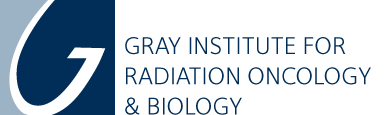 GRAY INSTITUTE FOR
RADIATION ONCOLOGY
& BIOLOGY